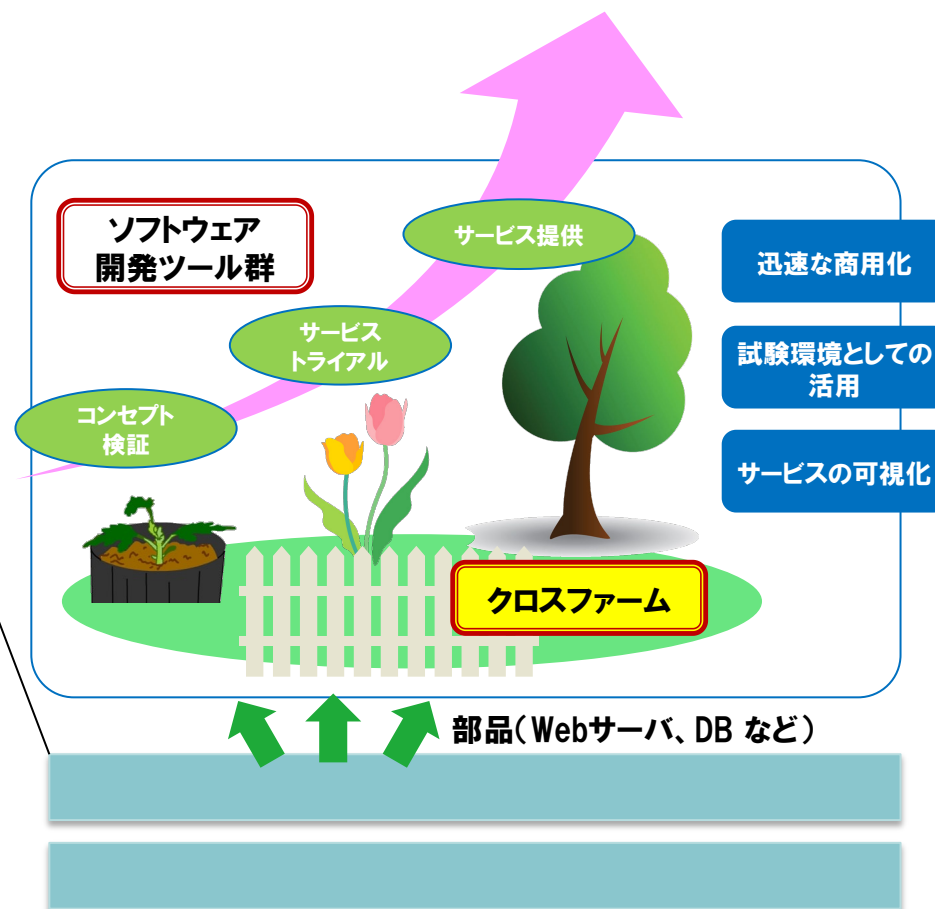 ソフトウェア
開発ツール群
サービス提供
サービス
トライアル
コンセプト
検証
迅速な商用化
試験環境としての
活用
サービスの可視化
クロスファーム
部品(Webサーバ、DB など)